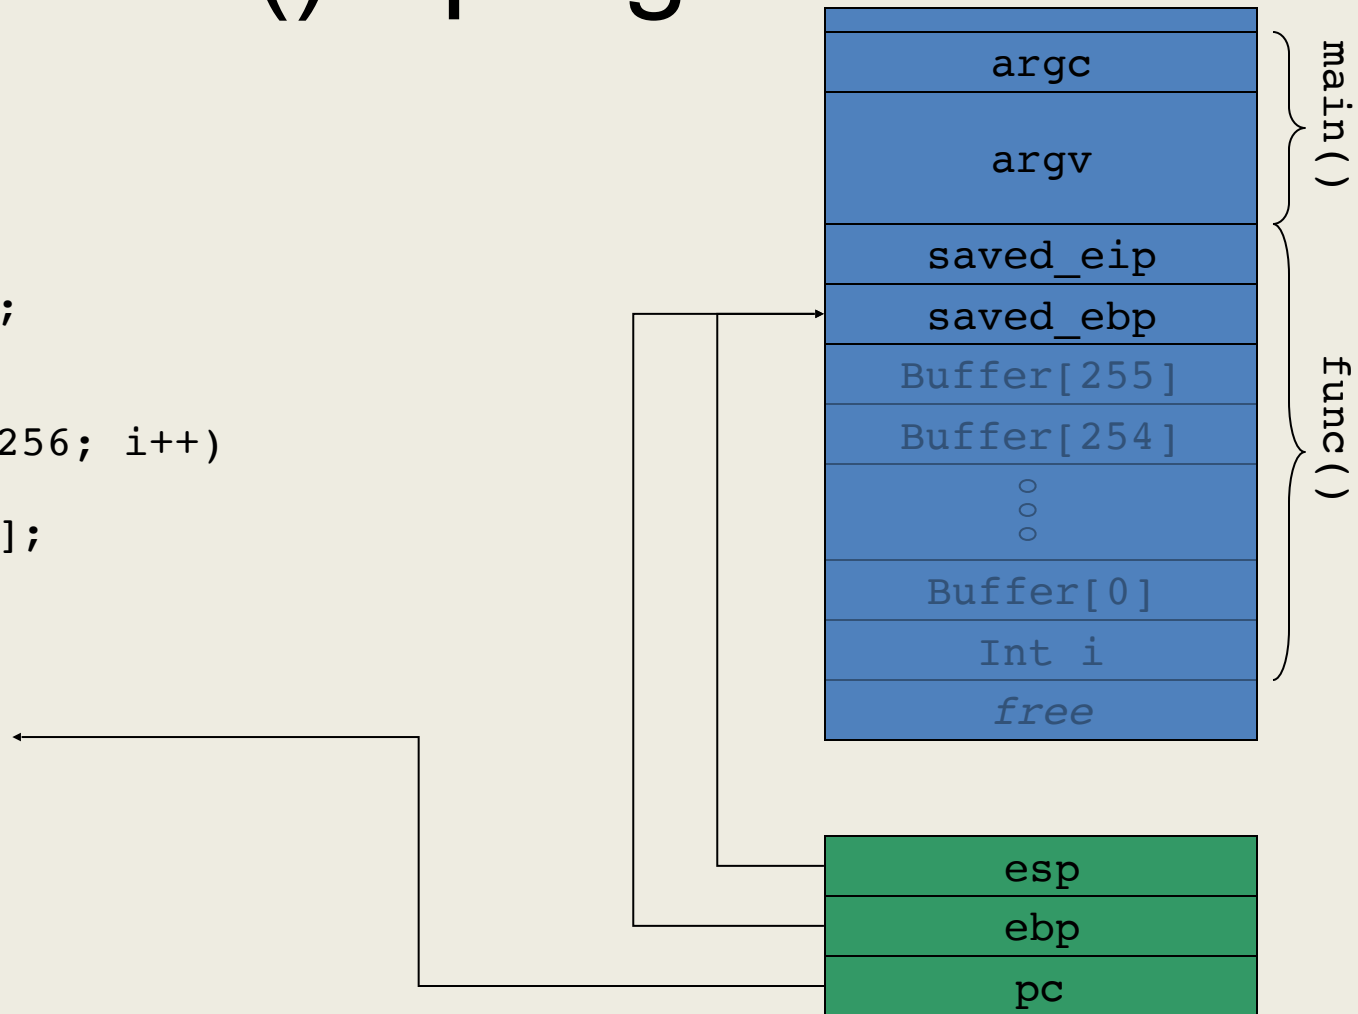 ;
256; i++)
];
argc
argv
saved_eip
saved_ebp
Buffer[255]
Buffer[254]
Buffer[0]
Int i
free
main()
func()
esp
ebp
pc